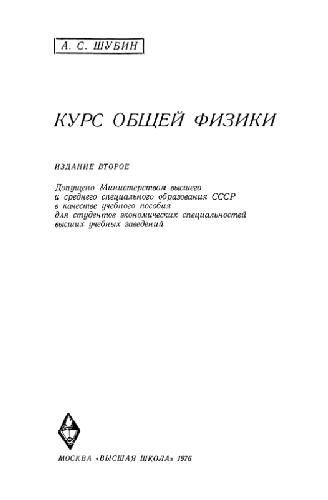 А. С. ШУБИН
КУРС ОБЩЕЙ ФИЗИКИ
ИЗДАНИЕ ВТОРОЕ
Допущено Министерством высшего
и среднего специального образования СССР
в качестве учебного пособия
для студентов экономических специальностей
высших учебных заведений
МОСКВА «ВЫСШАЯ ШКОЛА» 1976